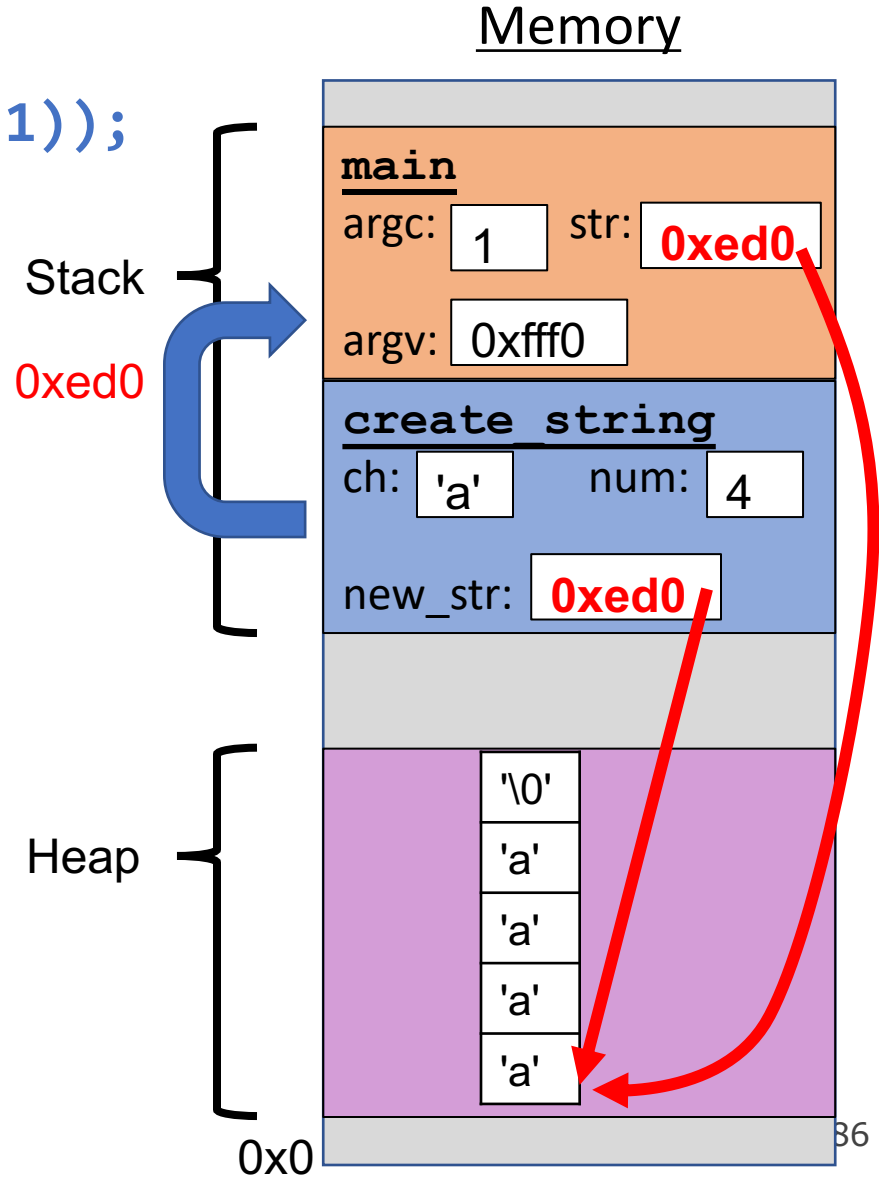 Memory
1));
main
argc: 1 str: 0xed0
Stack
argv: 0xfff0
0xed0
create_string
ch: 'a' num: 4
new_str: 0xed0
'\0'
Heap
'a'
'a'
'a'
'a'
0x0